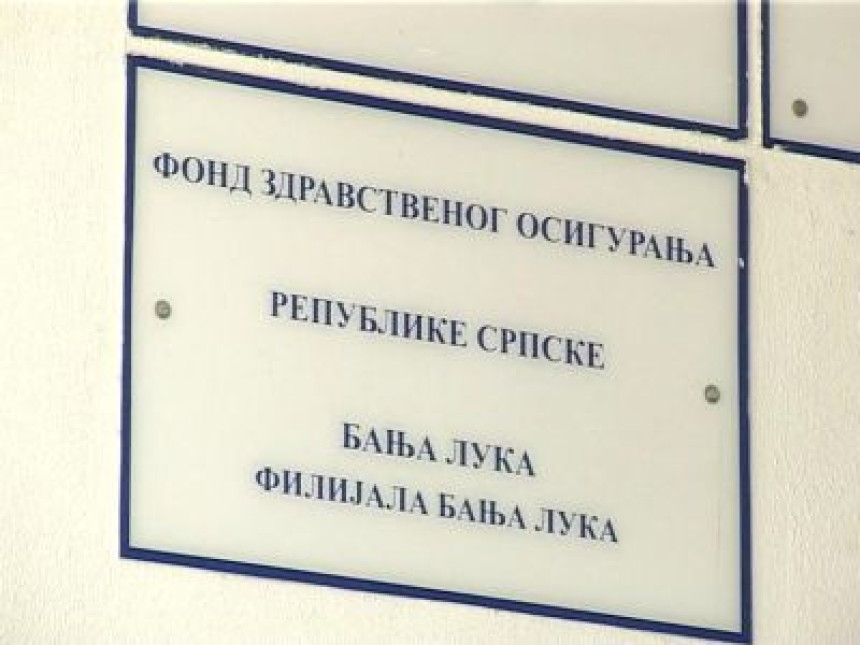 ФОНД ЗДРАВСТВЕНОГ ОСИГУРАЊА
РЕПУБЛИКЕ СРПСКЕ
БАЊА ЛУКА
ФИЛИЈАЛА БАЊА ЛУКА